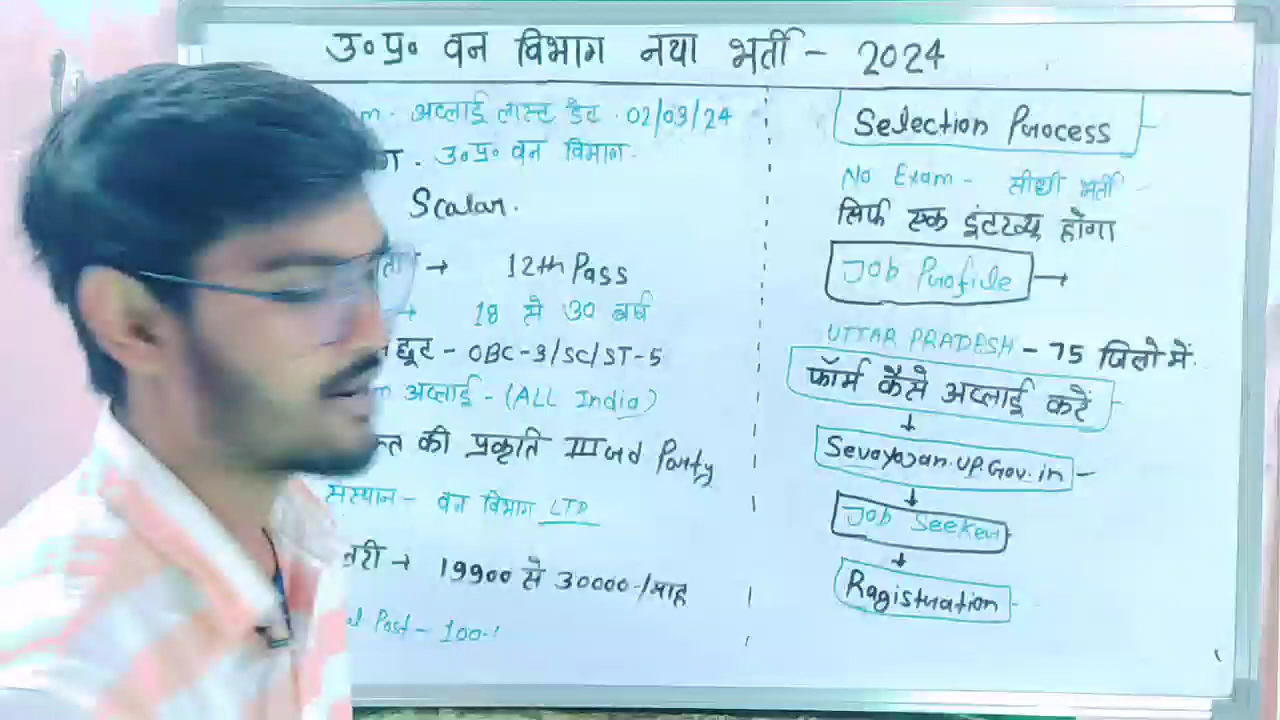 उ०प्र० वन विभाग नया भर्ती - 2024
अप्लाई लास्ट डेट . 02/03/24
. उ०प्र० वन विभाग.
Scalar.
→ 12th Pass
→ 18 से 30 वर्ष
छूट - OBC-3/SC/ST-5
अप्लाई - (ALL India)
की प्रकृति III rd Party
संस्थान - वन विभाग LTD
→ 19900 से 30000-/माह
Post - 100-
Selection Process
No Exam - सीधी भर्ती -
सिर्फ एक इंटरव्यू होगा
Job Profile →
UTTAR PRADESH - 75 जिलो में.
फॉर्म कैसे अप्लाई करें
↓
Sevayojan.UP.Gov.in -
↓
Job Seeker
↓
Ragistration